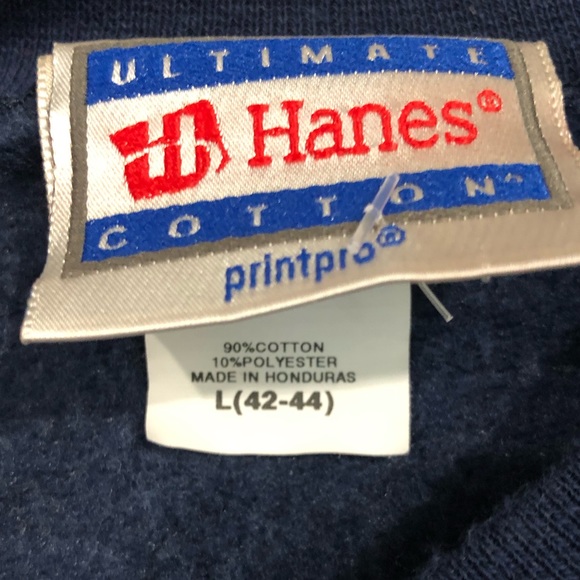 ULTIMATE
Hanes®
COTTON
printpro®
90%COTTON
10%POLYESTER
MADE IN HONDURAS
L(42-44)